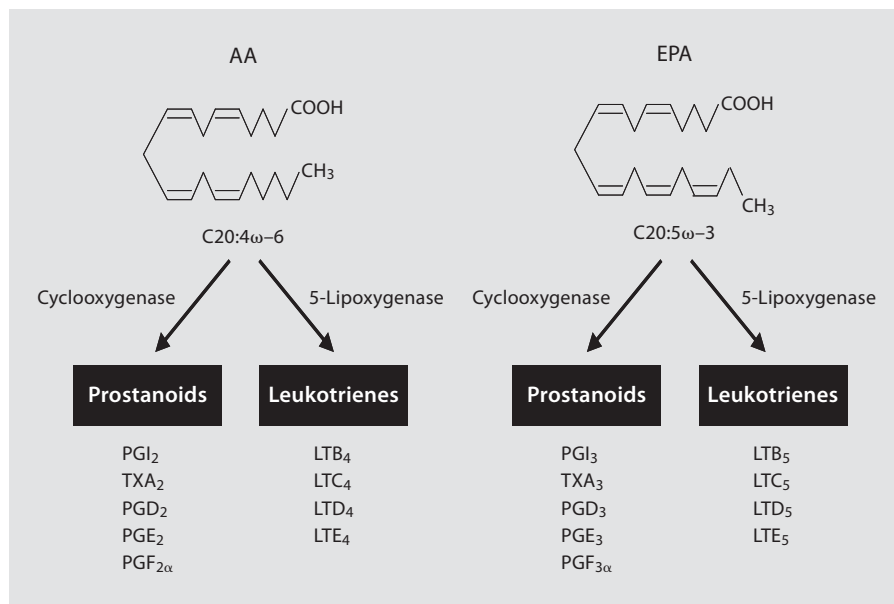 AA
COOH
CH₃
C20:4ω–6
Cyclooxygenase
5-Lipoxygenase
Prostanoids
Leukotrienes
PGI₂
TXA₂
PGD₂
PGE₂
PGF₂α
LTB₄
LTC₄
LTD₄
LTE₄
EPA
COOH
CH₃
C20:5ω–3
Cyclooxygenase
5-Lipoxygenase
Prostanoids
Leukotrienes
PGI₃
TXA₃
PGD₃
PGE₃
PGF₃α
LTB₅
LTC₅
LTD₅
LTE₅